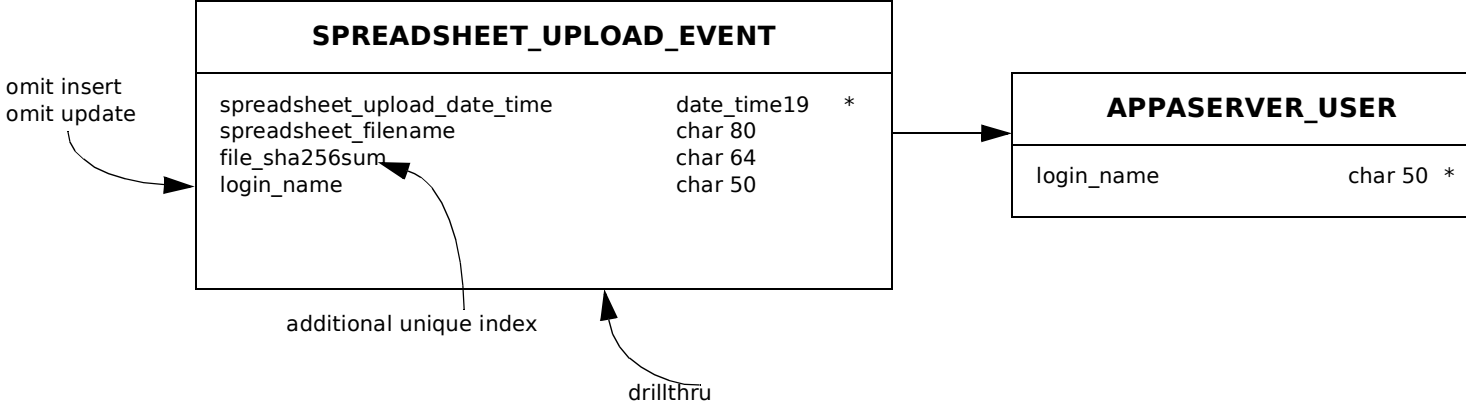 SPREADSHEET_UPLOAD_EVENT
omit insert
omit update
spreadsheet_upload_date_time date_time19 *
spreadsheet_filename char 80
file_sha256sum char 64
login_name char 50
APPASERVER_USER
login_name char 50 *
additional unique index
drillthru